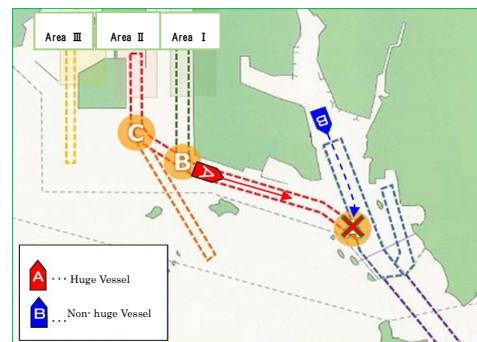 Area Ⅲ Area Ⅱ Area Ⅰ
B
C
B
A
A
A ・・・ Huge Vessel
B ・・・ Non- huge Vessel